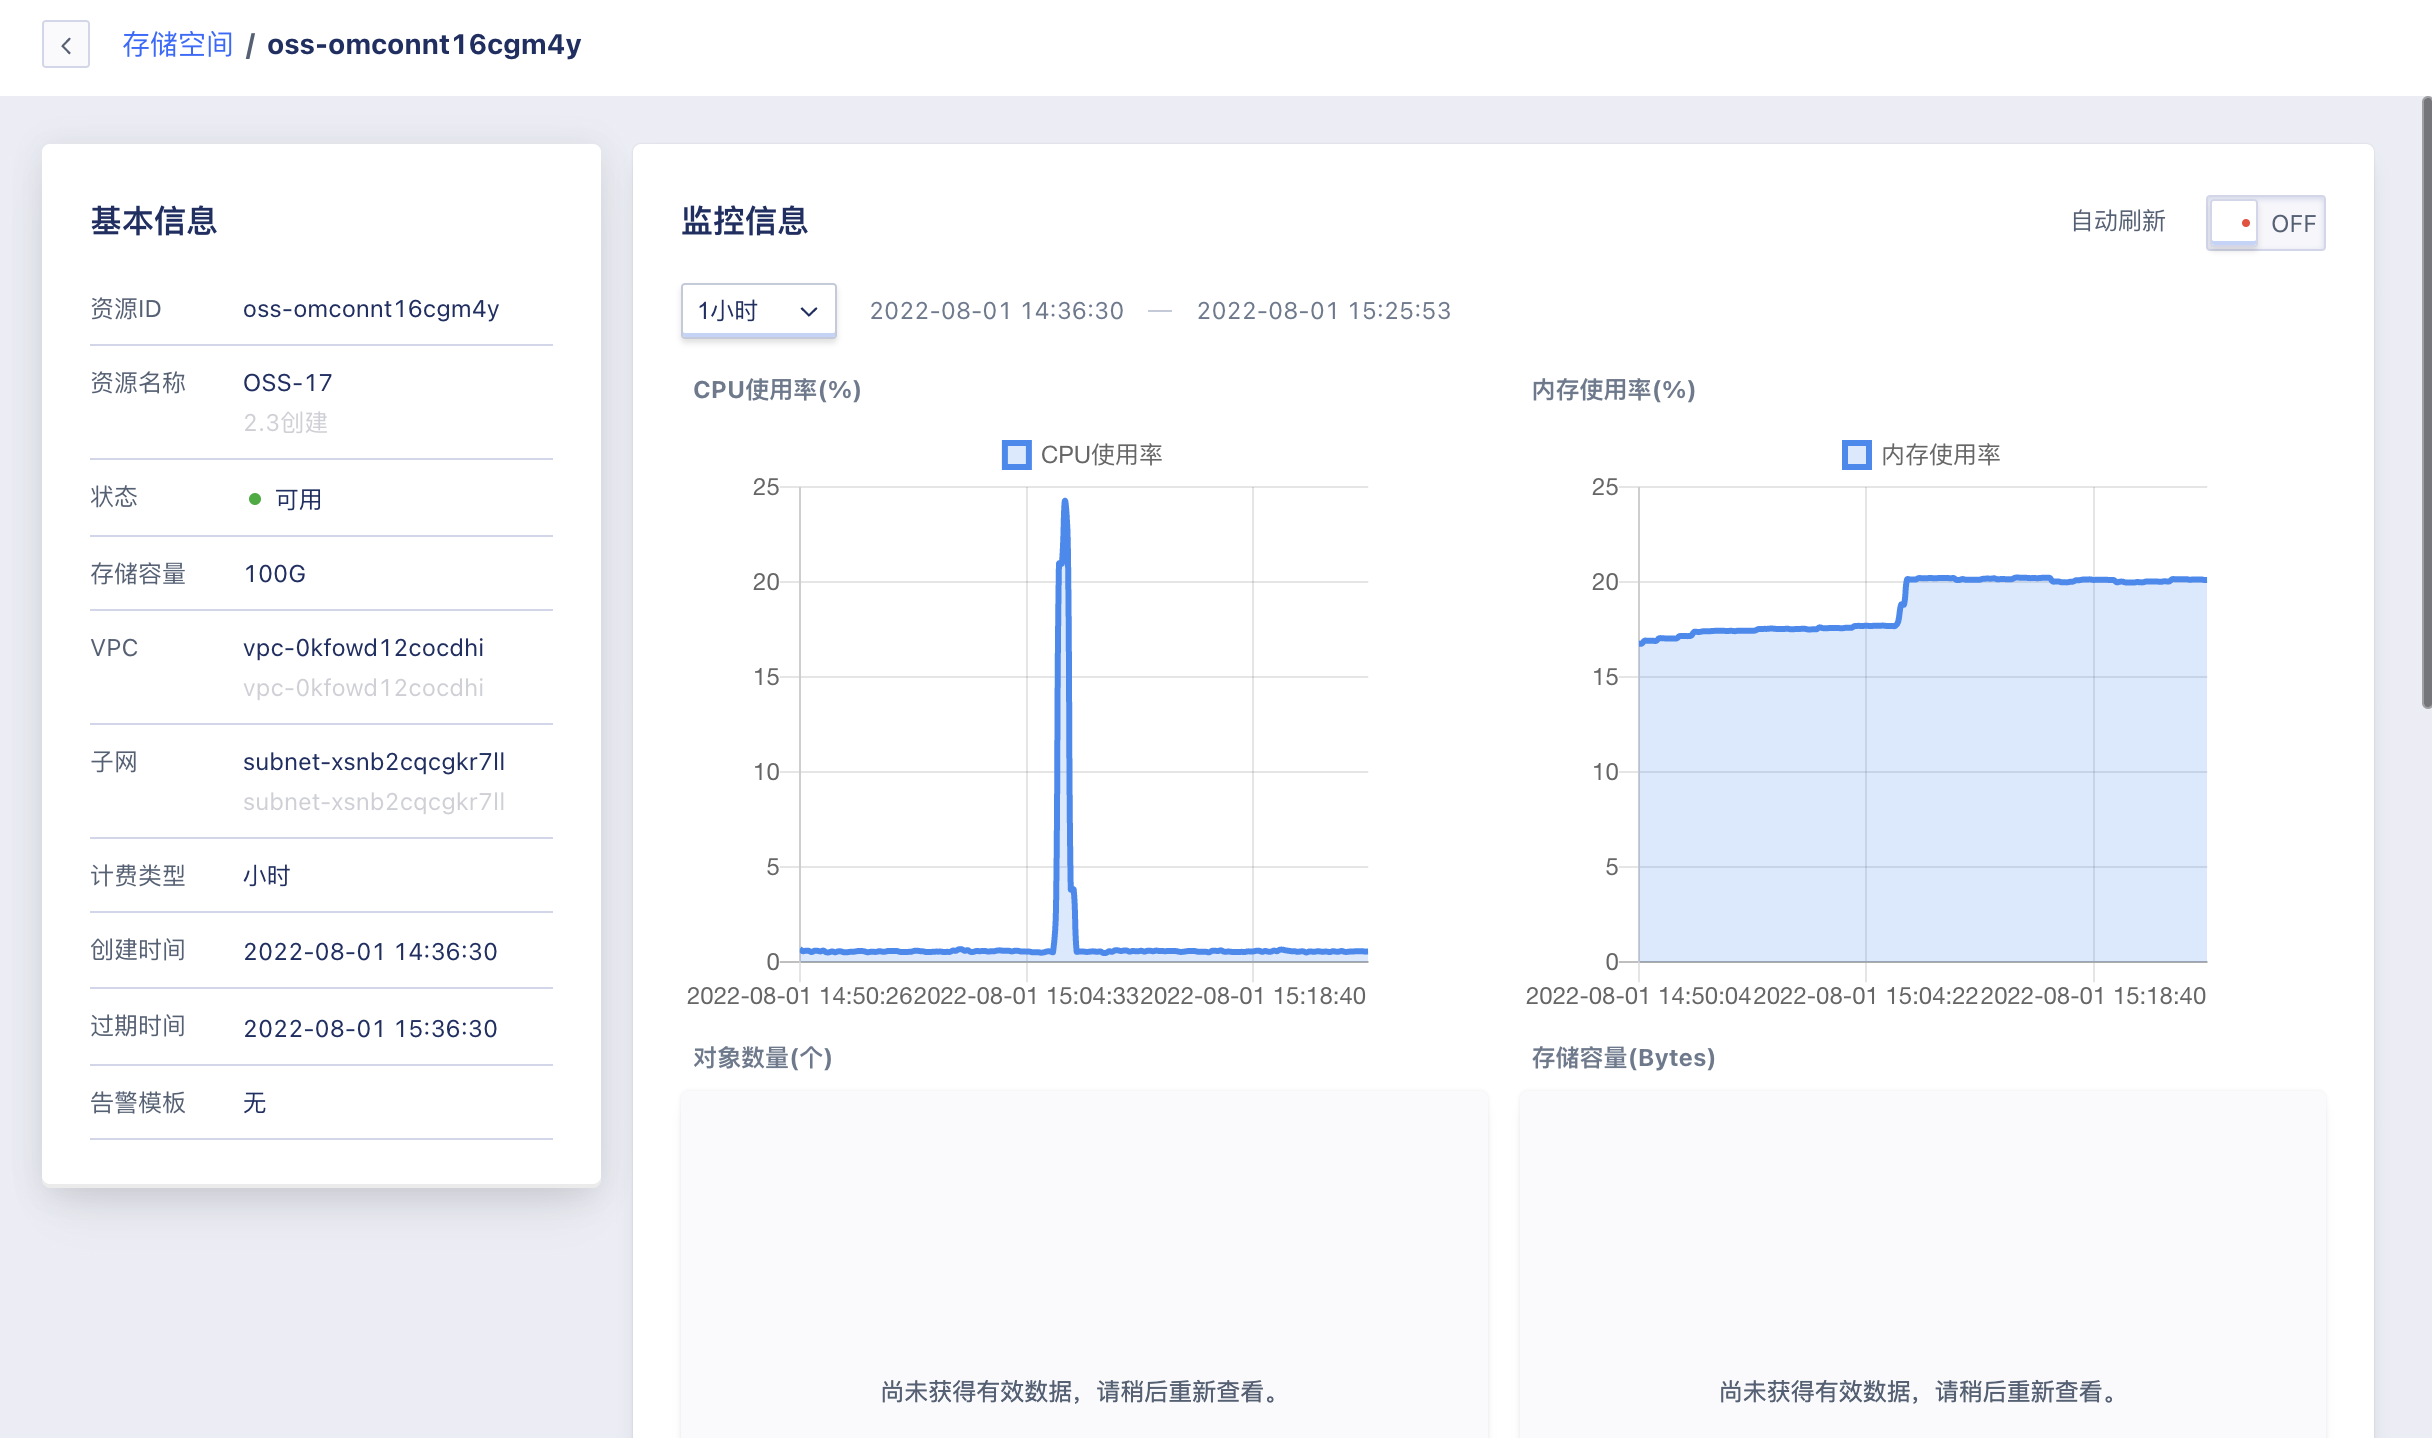 存储空间 / oss-omconnt16cgm4y
基本信息
资源ID oss-omconnt16cgm4y
资源名称 OSS-17
2.3创建
状态 可用
存储容量 100G
VPC vpc-0kfowd12cocdhi
vpc-0kfowd12cocdhi
子网 subnet-xsnb2cqcgkr7ll
subnet-xsnb2cqcgkr7ll
计费类型 小时
创建时间 2022-08-01 14:36:30
过期时间 2022-08-01 15:36:30
告警模板 无
监控信息
自动刷新 OFF
1小时 2022-08-01 14:36:30 — 2022-08-01 15:25:53
CPU使用率(%)
CPU使用率
25
20
15
10
5
0
2022-08-01 14:50:26 2022-08-01 15:04:33 2022-08-01 15:18:40
内存使用率(%)
内存使用率
25
20
15
10
5
0
2022-08-01 14:50:04 2022-08-01 15:04:22 2022-08-01 15:18:40
对象数量(个)
尚未获得有效数据，请稍后重新查看。
存储容量(Bytes)
尚未获得有效数据，请稍后重新查看。